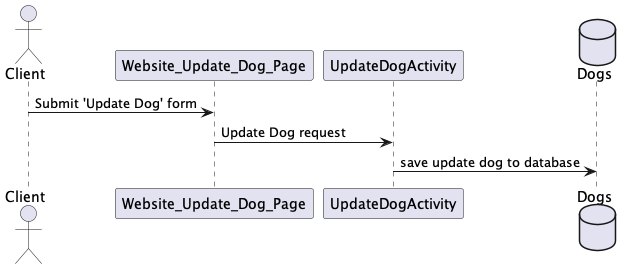 Client
Website_Update_Dog_Page
UpdateDogActivity
Dogs
Submit 'Update Dog' form
Update Dog request
save update dog to database
Client
Website_Update_Dog_Page
UpdateDogActivity
Dogs